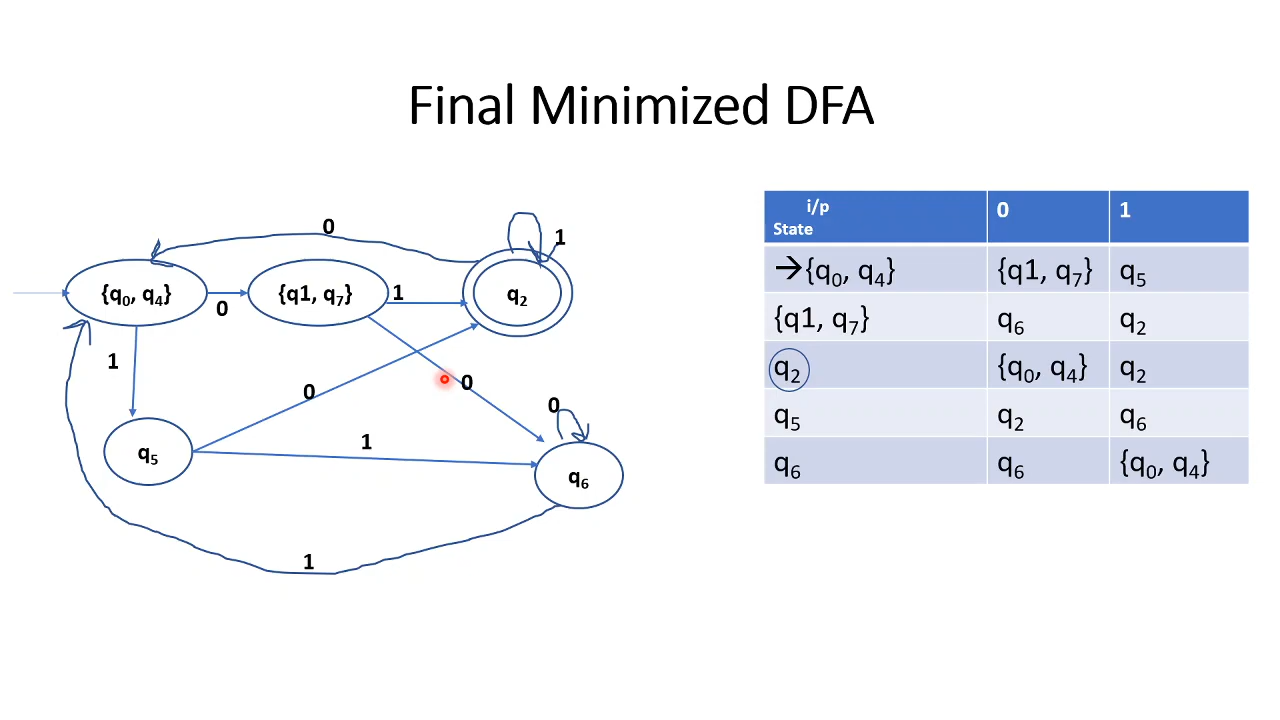 Final Minimized DFA
0
1
{q₀, q₄}
0
{q1, q₇}
1
q₂
1
0
0
0
1
q₅
q₆
1
i/p 0 1
State
→{q₀, q₄} {q1, q₇} q₅
{q1, q₇} q₆ q₂
q₂ {q₀, q₄} q₂
q₅ q₂ q₆
q₆ q₆ {q₀, q₄}